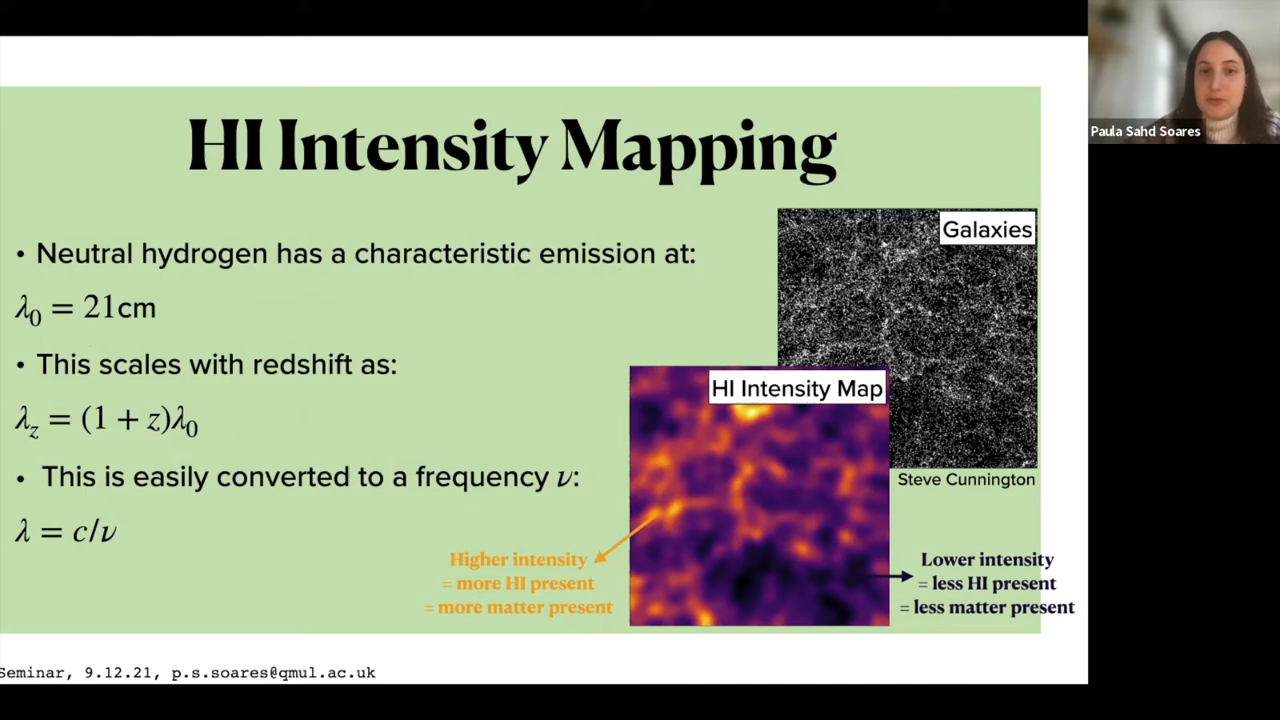 HI Intensity Mapping
• Neutral hydrogen has a characteristic emission at:
λ₀ = 21cm
• This scales with redshift as:
λ_z = (1 + z)λ₀
• This is easily converted to a frequency ν:
λ = c/ν
Galaxies
HI Intensity Map
Steve Cunnington
Higher intensity
= more HI present
= more matter present
Lower intensity
= less HI present
= less matter present
Seminar, 9.12.21, p.s.soares@qmul.ac.uk
Paula Sahd Soares